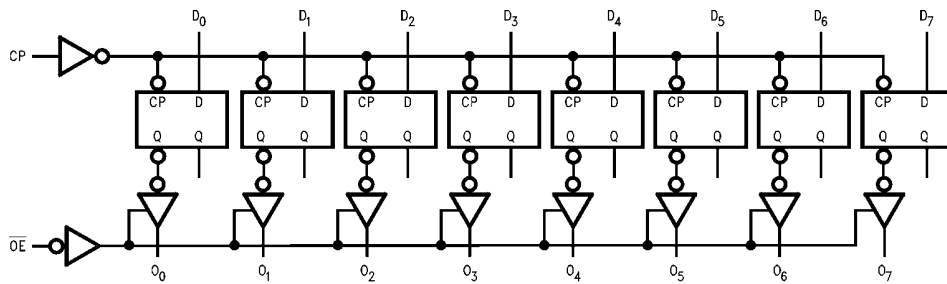 D0 D1 D2 D3 D4 D5 D6 D7
CP
CP D CP D CP D CP D CP D CP D CP D CP D
Q Q Q Q Q Q Q Q Q Q Q Q Q Q Q Q
O̅E̅
O0 O1 O2 O3 O4 O5 O6 O7